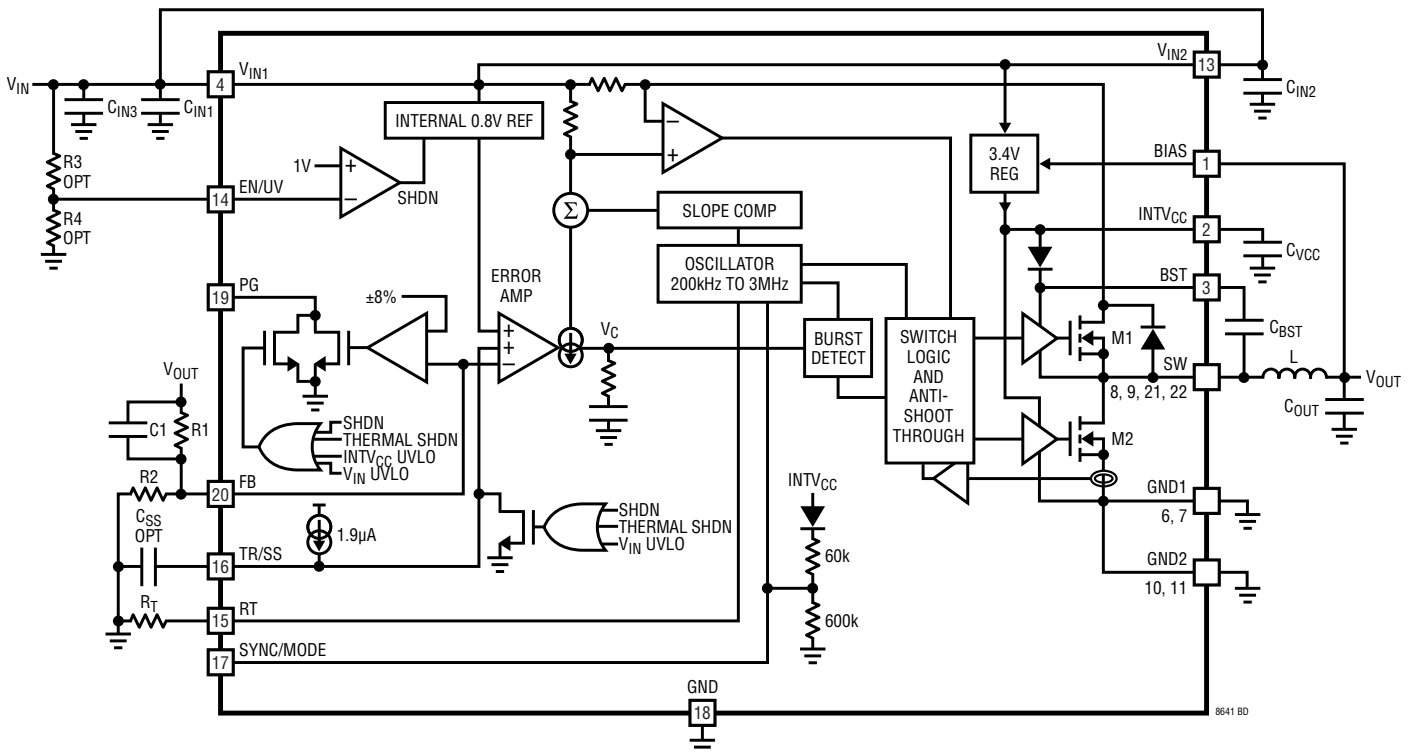 VIN
CIN3
CIN1
4
VIN1
VIN2
13
CIN2
INTERNAL 0.8V REF
R3
OPT
1V
+
−
SHDN
14
EN/UV
R4
OPT
−
+
3.4V
REG
BIAS
1
Σ
SLOPE COMP
INTVCC
2
CVCC
OSCILLATOR
200kHz TO 3MHz
19
PG
±8%
ERROR
AMP
+
+
−
VC
BURST
DETECT
SWITCH
LOGIC
AND
ANTI-
SHOOT
THROUGH
BST
3
CBST
M1
SW
8, 9, 21, 22
L
VOUT
COUT
M2
VOUT
C1
R1
SHDN
THERMAL SHDN
INTVCC UVLO
VIN UVLO
R2
20
FB
CSS
OPT
1.9µA
SHDN
THERMAL SHDN
VIN UVLO
INTVCC
60k
600k
GND1
6, 7
GND2
10, 11
16
TR/SS
RT
15
RT
17
SYNC/MODE
GND
18
8641 BD